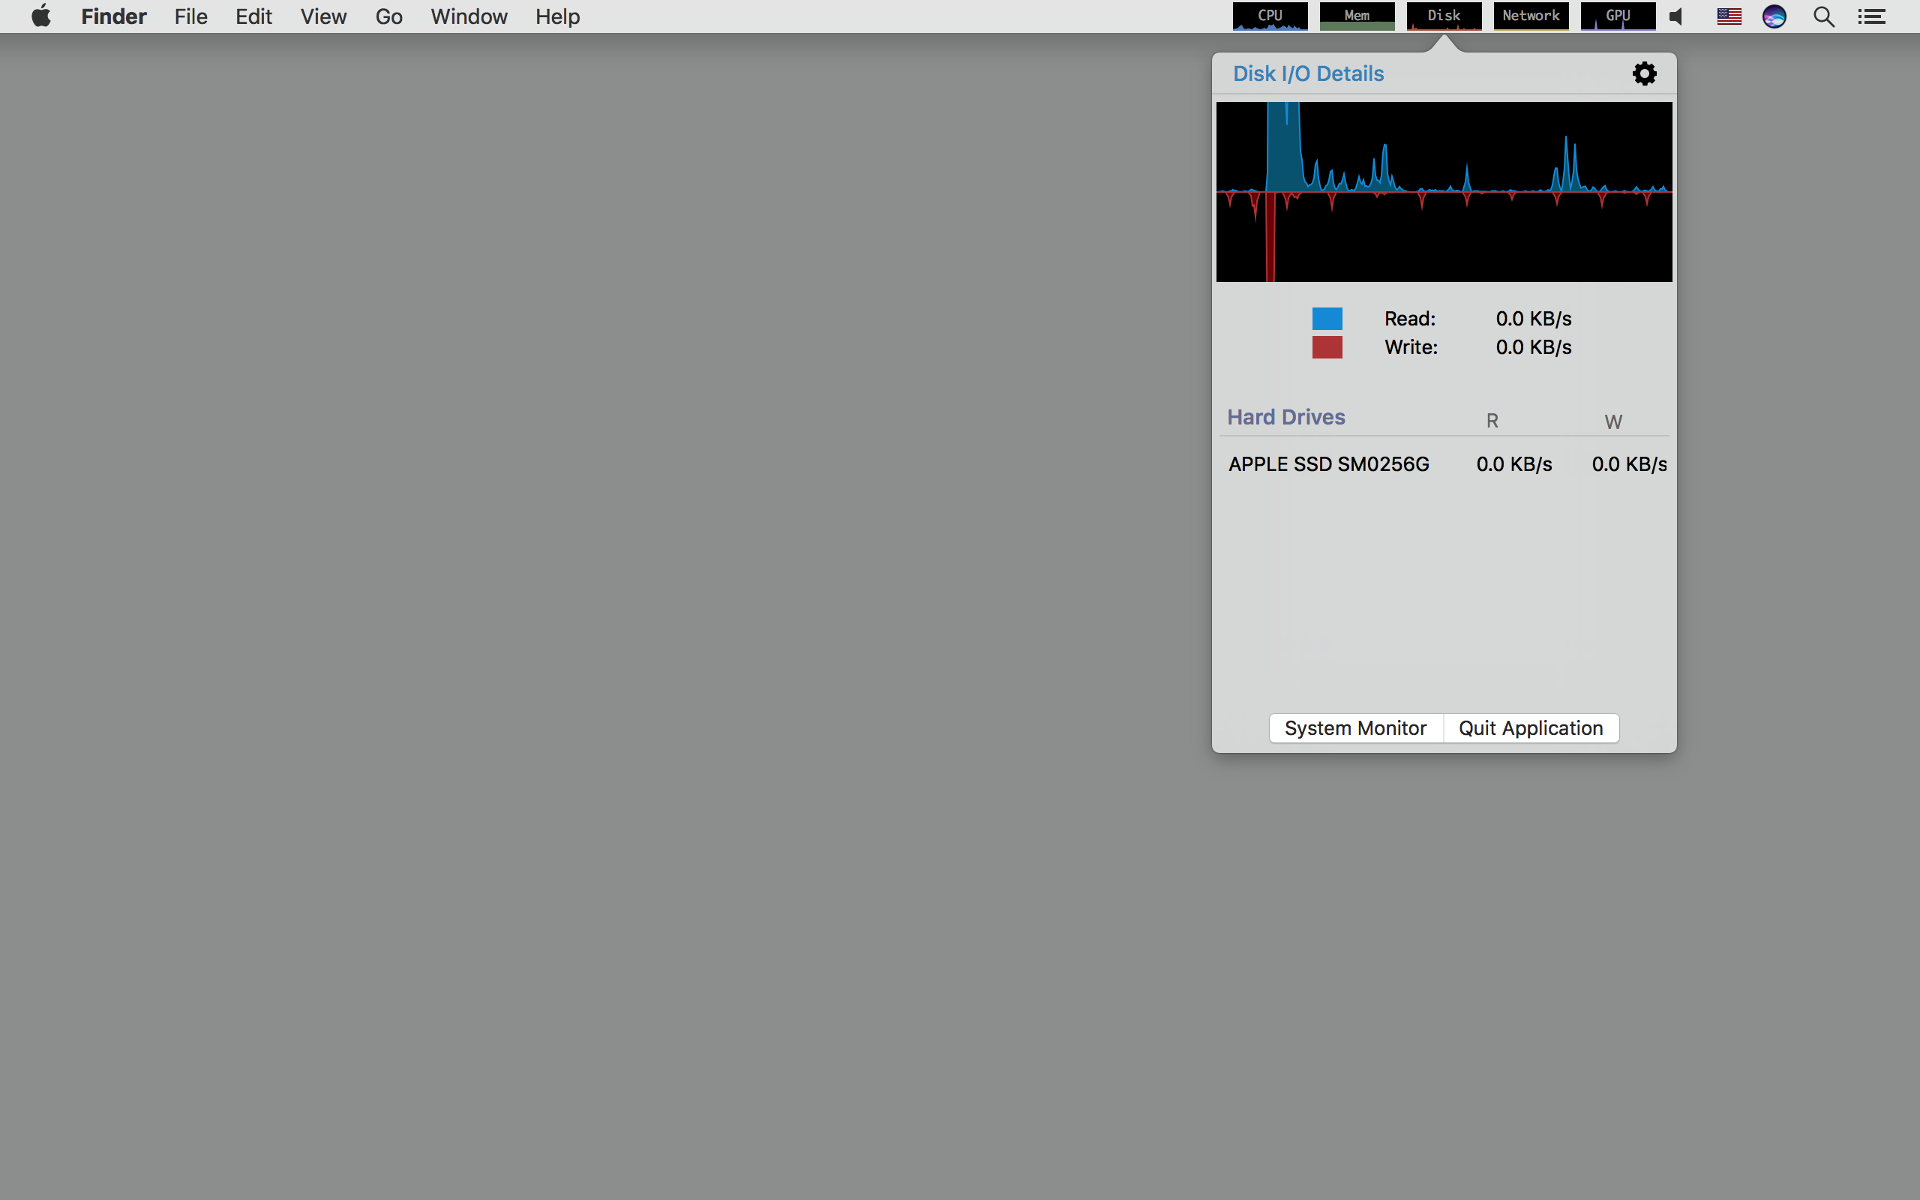 Finder File Edit View Go Window Help CPU Mem Disk Network GPU
Disk I/O Details
Read: 0.0 KB/s
Write: 0.0 KB/s
Hard Drives R W
APPLE SSD SM0256G 0.0 KB/s 0.0 KB/s
System Monitor Quit Application